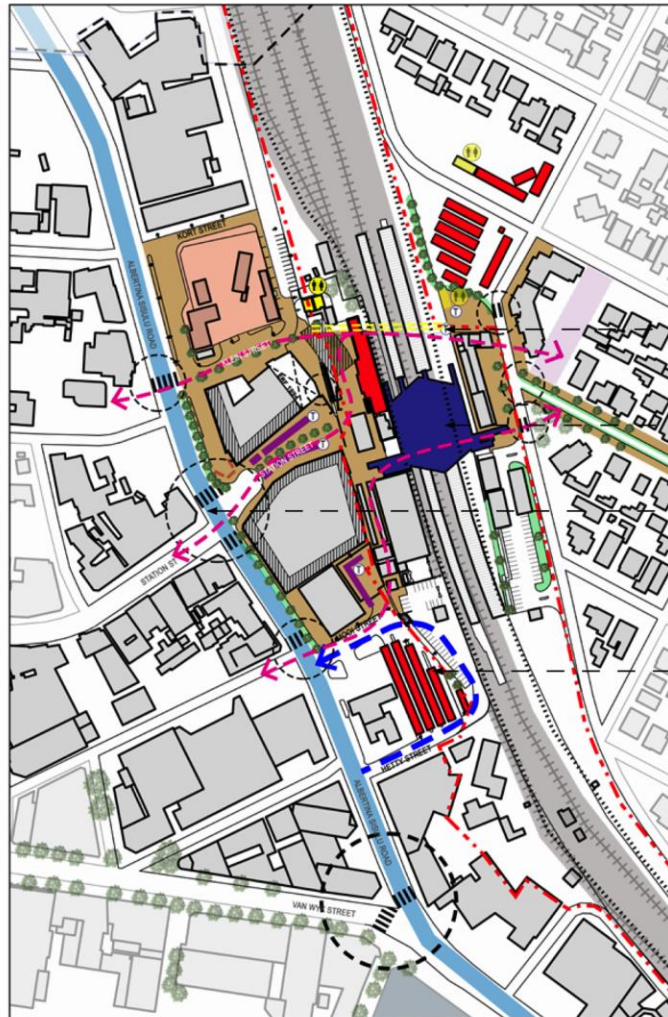 KORT STREET
ALBERTINA SISULU ROAD
T
T
STATION STREET
T
STATION ST
T
HETTY STREET
ALBERTINA SISULU ROAD
VAN WYK STREET